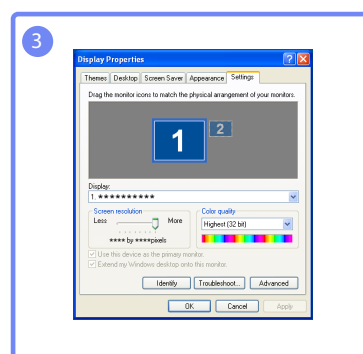 3
Display Properties
Themes Desktop Screen Saver Appearance Settings
Drag the monitor icons to match the physical arrangement of your monitors.
1 2
Display:
1. **********
Screen resolution
Less More
**** by ****pixels
Color quality
Highest (32 bit)
Use this device as the primary monitor.
Extend my Windows desktop onto this monitor.
Identify Troubleshoot... Advanced
OK Cancel Apply